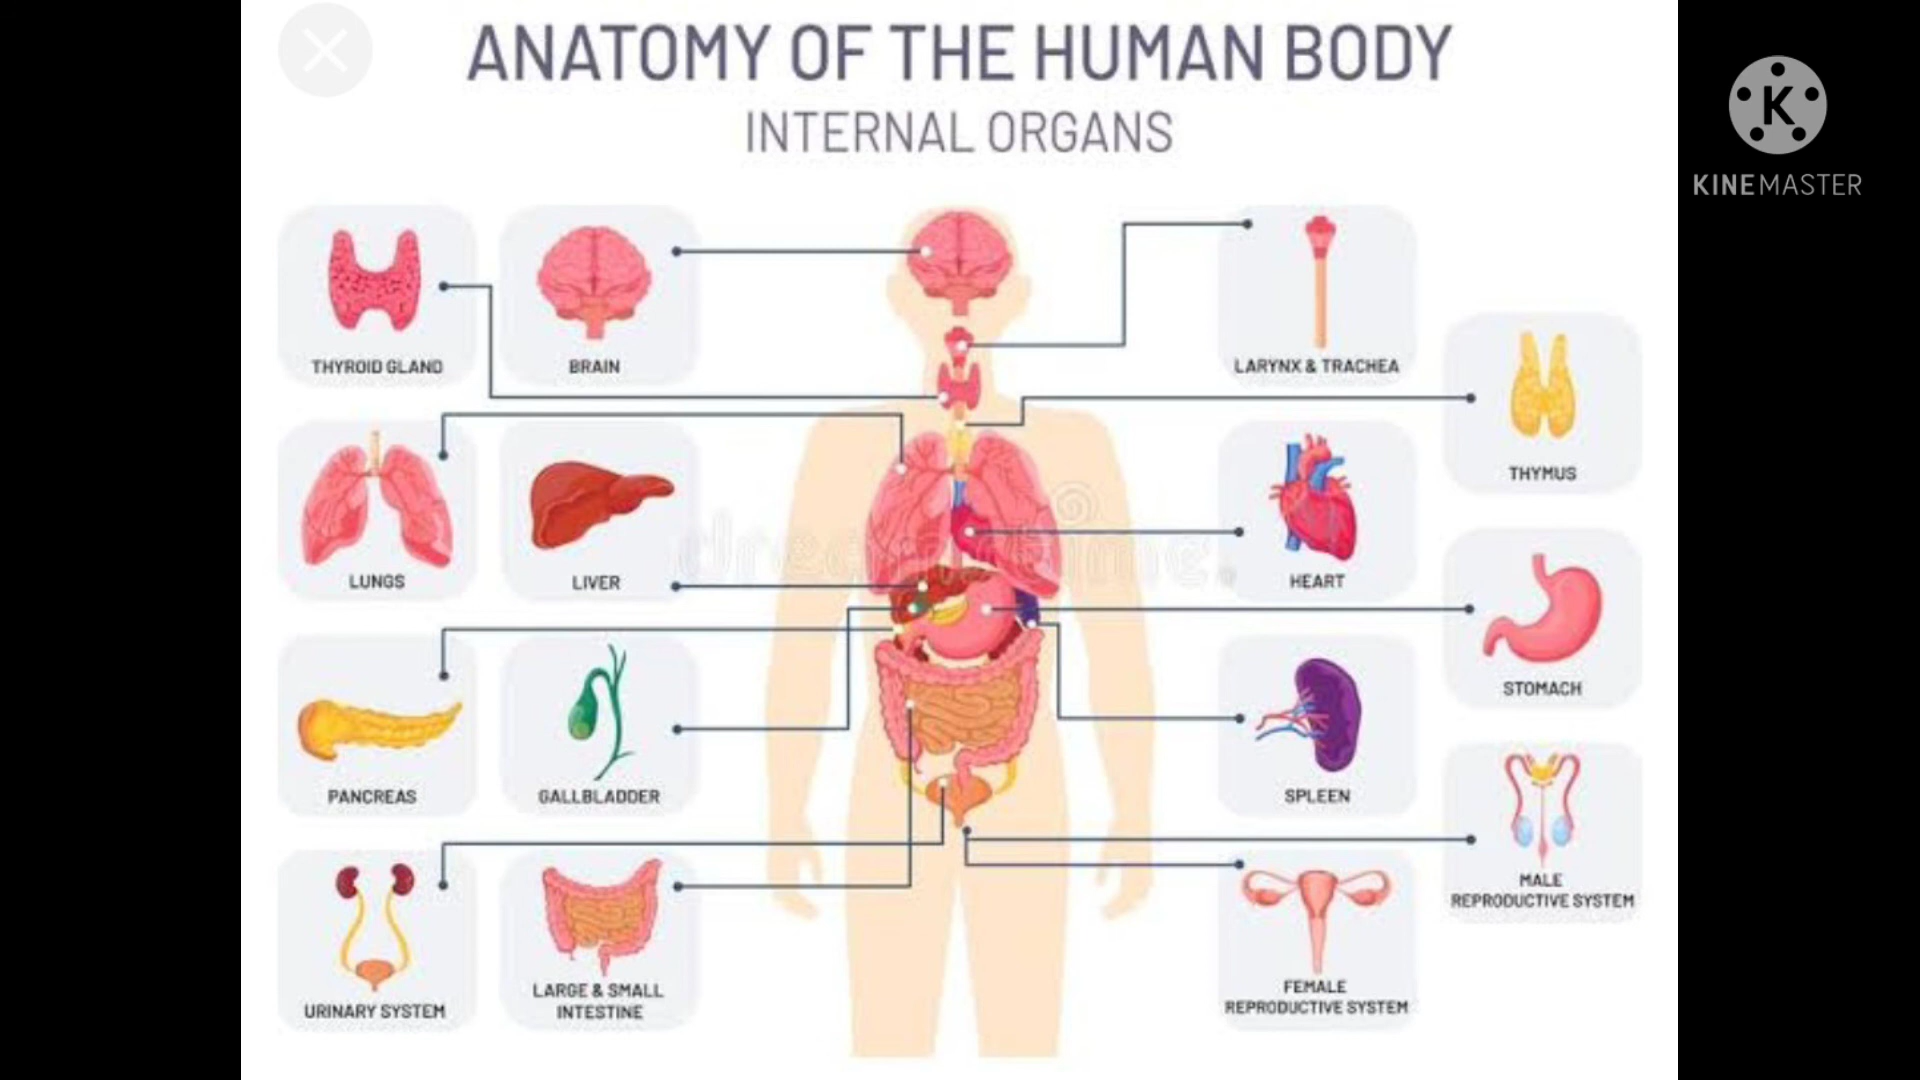 ANATOMY OF THE HUMAN BODY
INTERNAL ORGANS
KINEMASTER
THYROID GLAND
BRAIN
LARYNX & TRACHEA
THYMUS
LUNGS
LIVER
HEART
STOMACH
PANCREAS
GALLBLADDER
SPLEEN
MALE
REPRODUCTIVE SYSTEM
URINARY SYSTEM
LARGE & SMALL
INTESTINE
FEMALE
REPRODUCTIVE SYSTEM
dreamstime.